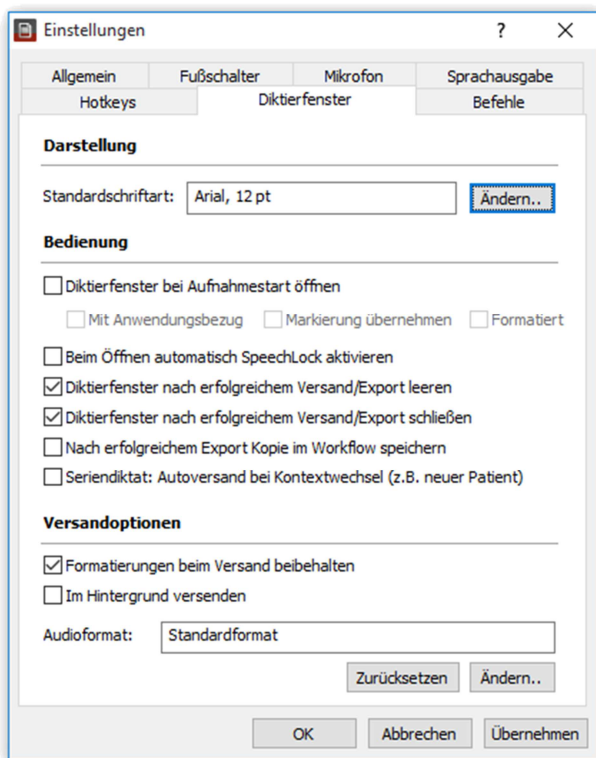 Einstellungen ?
Allgemein Fußschalter Mikrofon Sprachausgabe
Hotkeys Diktierfenster Befehle
Darstellung
Standardschriftart: Arial, 12 pt Ändern..
Bedienung
Diktierfenster bei Aufnahmestart öffnen
Mit Anwendungsbezug Markierung übernehmen Formatiert
Beim Öffnen automatisch SpeechLock aktivieren
Diktierfenster nach erfolgreichem Versand/Export leeren
Diktierfenster nach erfolgreichem Versand/Export schließen
Nach erfolgreichem Export Kopie im Workflow speichern
Seriendiktat: Autoversand bei Kontextwechsel (z.B. neuer Patient)
Versandoptionen
Formatierungen beim Versand beibehalten
Im Hintergrund versenden
Audioformat: Standardformat
Zurücksetzen Ändern..
OK Abbrechen Übernehmen